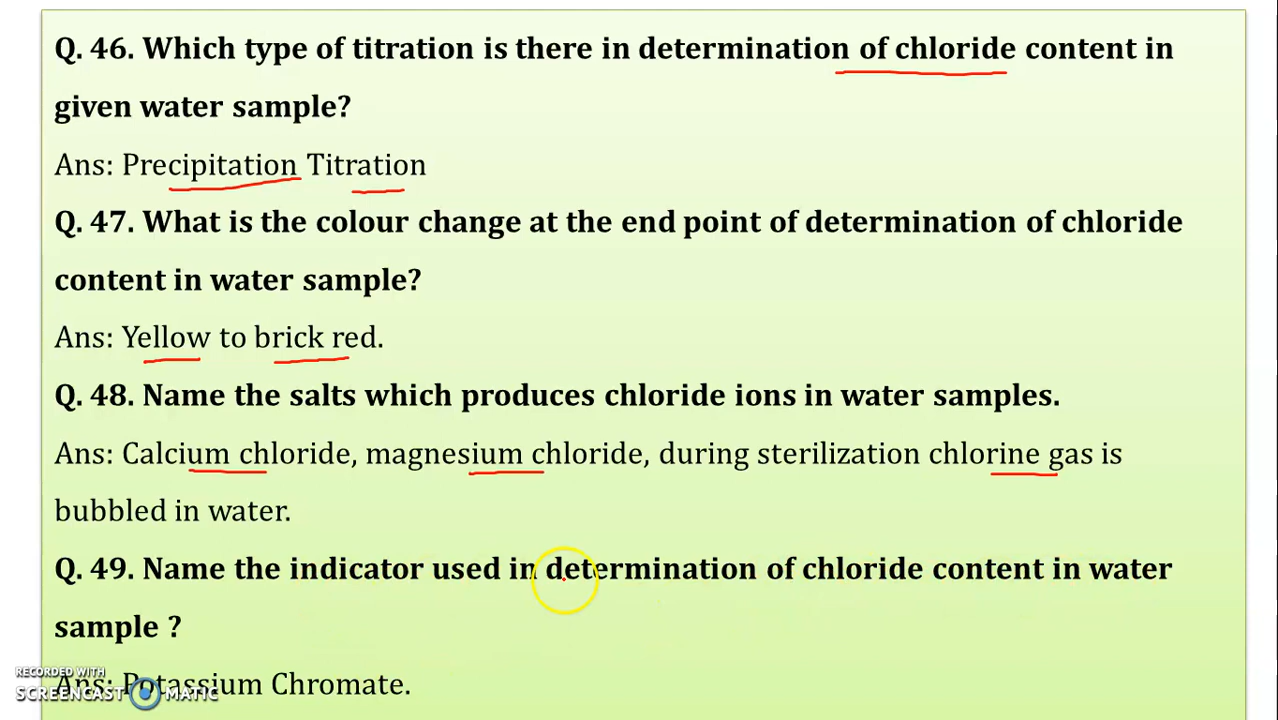 Q. 46. Which type of titration is there in determination of chloride content in
given water sample?
Ans: Precipitation Titration
Q. 47. What is the colour change at the end point of determination of chloride
content in water sample?
Ans: Yellow to brick red.
Q. 48. Name the salts which produces chloride ions in water samples.
Ans: Calcium chloride, magnesium chloride, during sterilization chlorine gas is
bubbled in water.
Q. 49. Name the indicator used in determination of chloride content in water
sample ?
RECORDED WITH
SCREENCAST MATIC
Ans: Potassium Chromate.